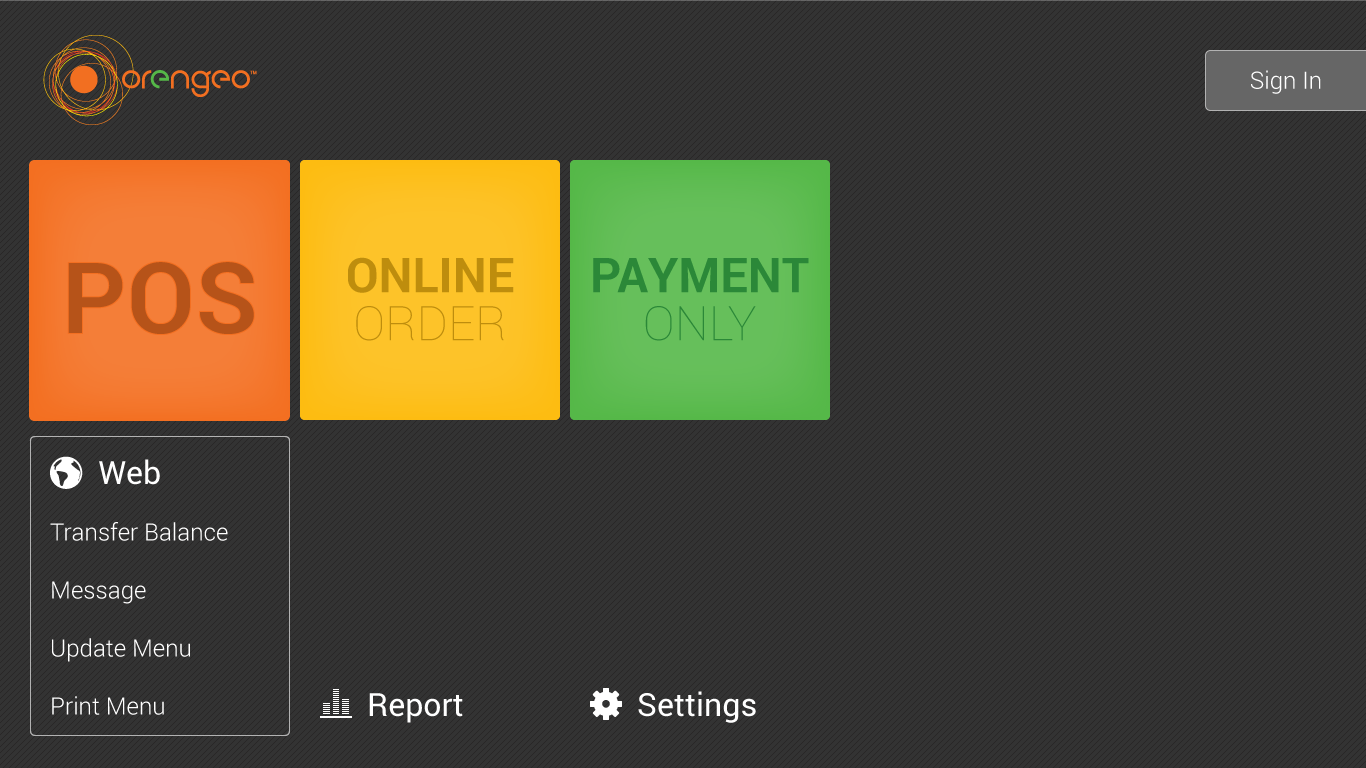 orengeo™
Sign In
POS
ONLINE
ORDER
PAYMENT
ONLY
Web
Transfer Balance
Message
Update Menu
Print Menu
Report
Settings